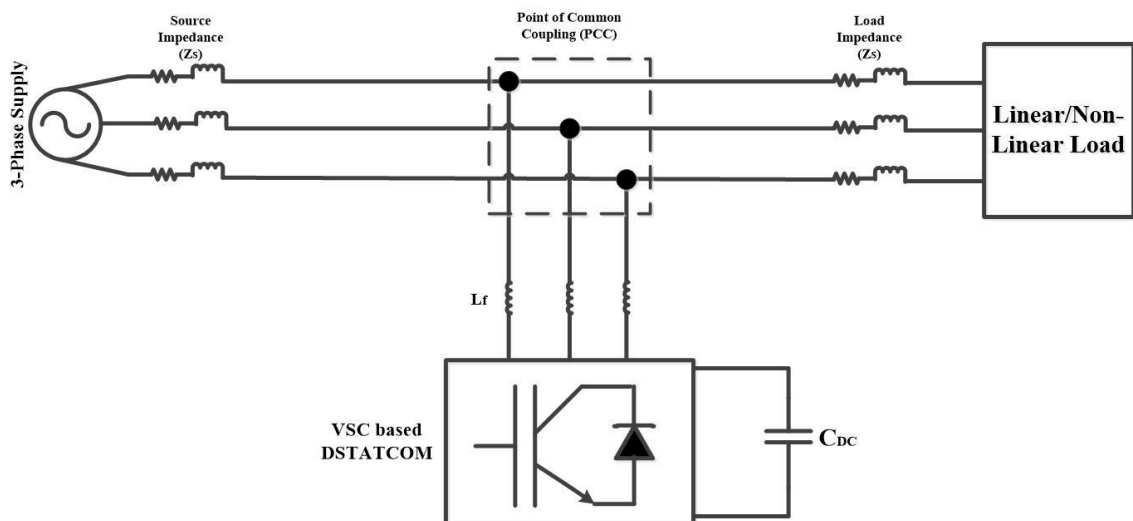 Source
Impedance
(Zs)
Point of Common
Coupling (PCC)
Load
Impedance
(Zs)
3-Phase Supply
Linear/Non-
Linear Load
Lf
VSC based
DSTATCOM
CDC